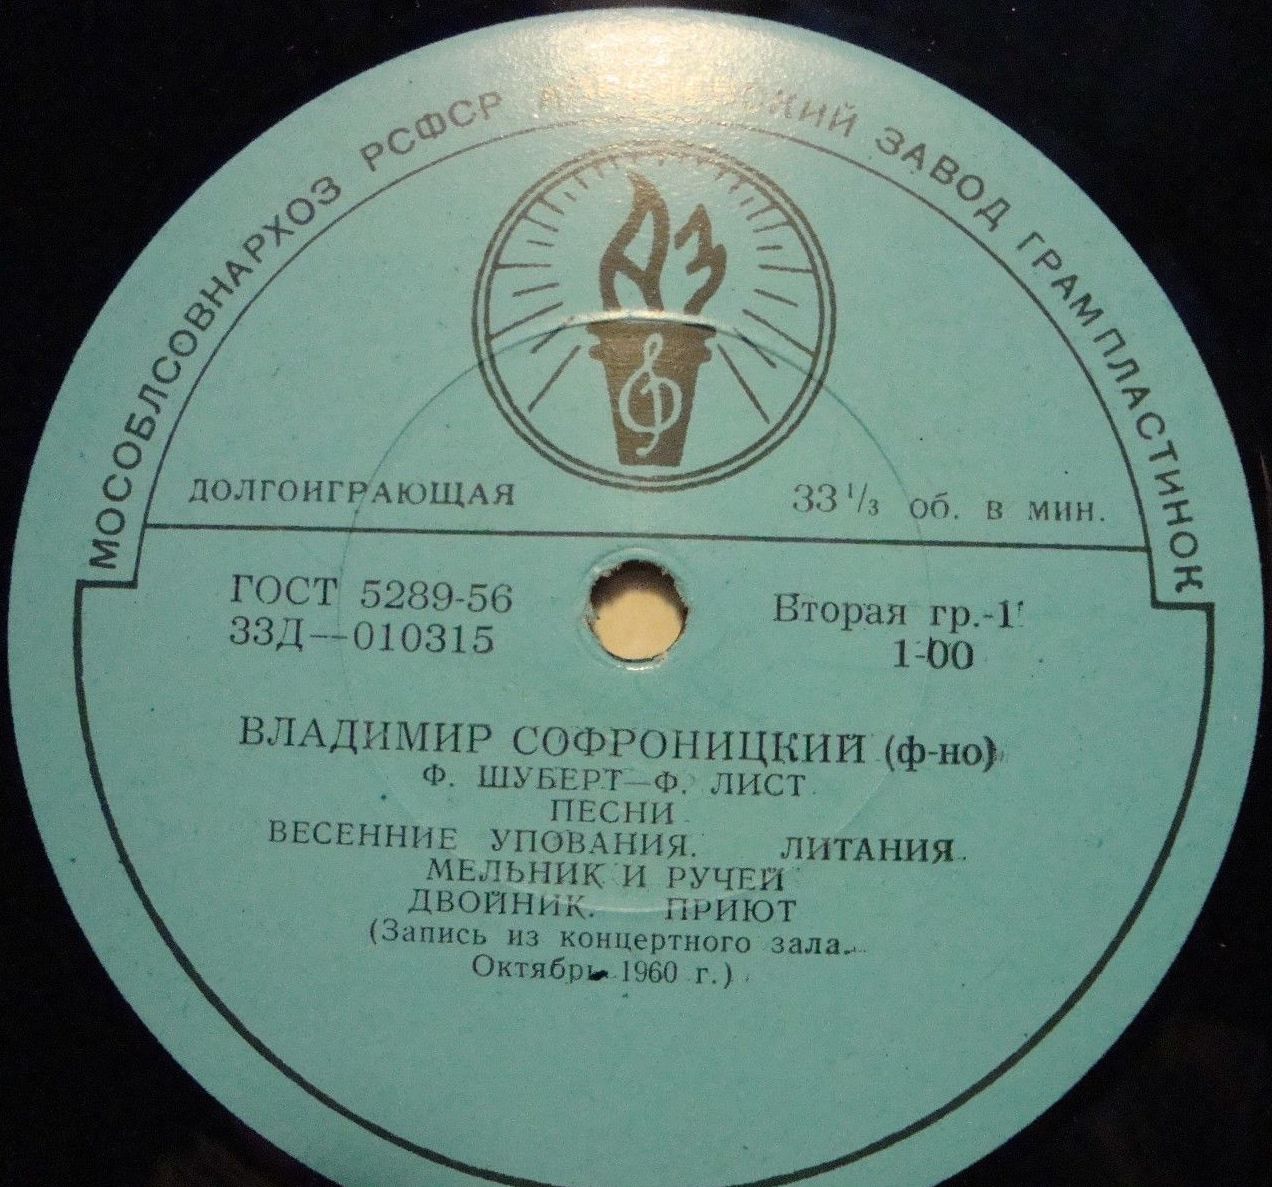 МОСОБЛСОВНАРХОЗ РСФСР ЗАВОД ГРАМПЛАСТИНОК
АЗ
ДОЛГОИГРАЮЩАЯ 33 1/3 об. в мин.
ГОСТ 5289-56 Вторая гр.-1
33Д—010315 1-00
ВЛАДИМИР СОФРОНИЦКИЙ (ф-но)
Ф. ШУБЕРТ—Ф. ЛИСТ
ПЕСНИ
ВЕСЕННИЕ УПОВАНИЯ. ЛИТАНИЯ.
МЕЛЬНИК И РУЧЕЙ
ДВОЙНИК. ПРИЮТ
(Запись из концертного зала.
Октябрь 1960 г.)